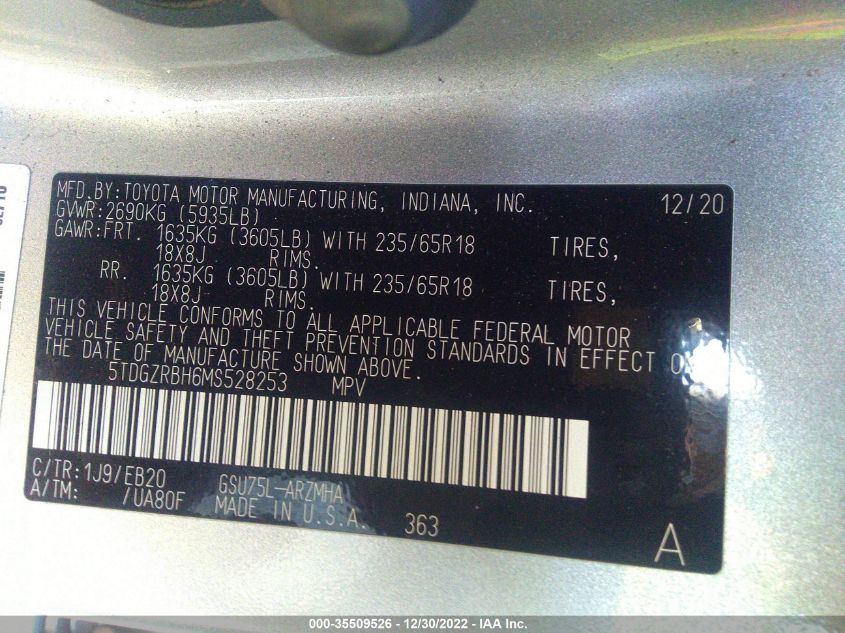 MFD.BY:TOYOTA MOTOR MANUFACTURING, INDIANA, INC. 12/20
GVWR:2690KG (5935LB)
GAWR:FRT. 1635KG (3605LB) WITH 235/65R18 TIRES,
18X8J RIMS.
RR. 1635KG (3605LB) WITH 235/65R18 TIRES,
18X8J RIMS.
THIS VEHICLE CONFORMS TO ALL APPLICABLE FEDERAL MOTOR
VEHICLE SAFETY AND THEFT PREVENTION STANDARDS IN EFFECT ON
THE DATE OF MANUFACTURE SHOWN ABOVE.
5TDGZRBH6MS528253 MPV
C/TR:1J9/EB20 GSU75L-ARZMHA
A/TM: /UA80F MADE IN U.S.A. 363
A
000-35509526 - 12/30/2022 - IAA Inc.